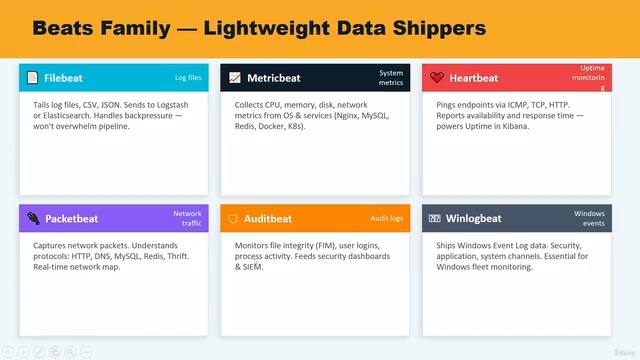 Beats Family — Lightweight Data Shippers
Filebeat
Log files
Tails log files, CSV, JSON. Sends to Logstash
or Elasticsearch. Handles backpressure —
won't overwhelm pipeline.
Metricbeat
System
metrics
Collects CPU, memory, disk, network
metrics from OS & services (Nginx, MySQL,
Redis, Docker, K8s).
Heartbeat
Uptime
monitorin
g
Pings endpoints via ICMP, TCP, HTTP.
Reports availability and response time —
powers Uptime in Kibana.
Packetbeat
Network
traffic
Captures network packets. Understands
protocols: HTTP, DNS, MySQL, Redis, Thrift.
Real-time network map.
Auditbeat
Audit logs
Monitors file integrity (FIM), user logins,
process activity. Feeds security dashboards
& SIEM.
Winlogbeat
Windows
events
Ships Windows Event Log data. Security,
application, system channels. Essential for
Windows fleet monitoring.
Udemy